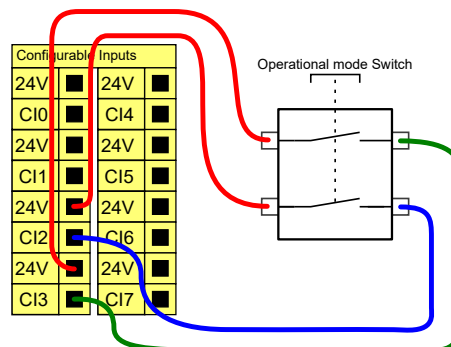 Configurable Inputs
Operational mode Switch
24V 24V
CI0 CI4
24V 24V
CI1 CI5
24V 24V
CI2 CI6
24V 24V
CI3 CI7